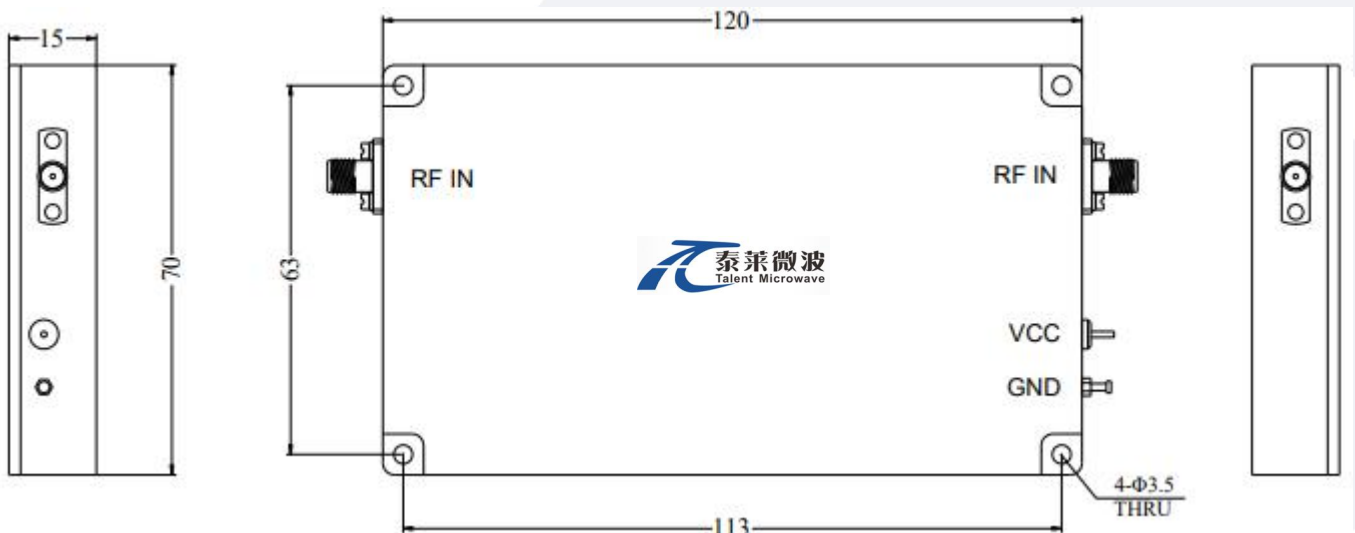 120
15
RF IN
RF IN
63
70
泰莱微波
Talent Microwave
VCC
GND
4-Φ3.5
THRU
113